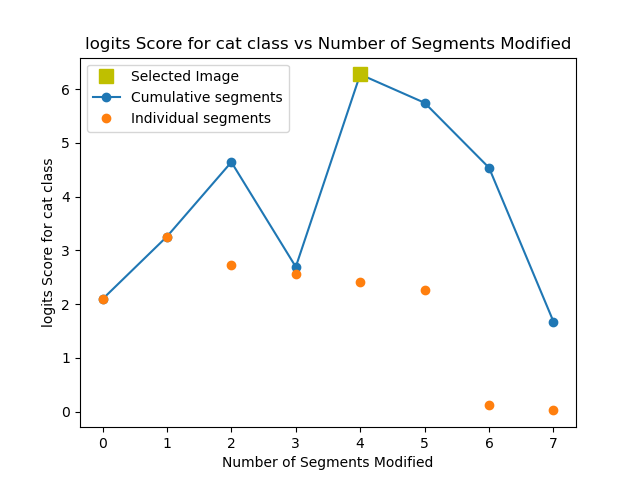 logits Score for cat class vs Number of Segments Modified
Selected Image
Cumulative segments
Individual segments
logits Score for cat class
6
5
4
3
2
1
0
0 1 2 3 4 5 6 7
Number of Segments Modified